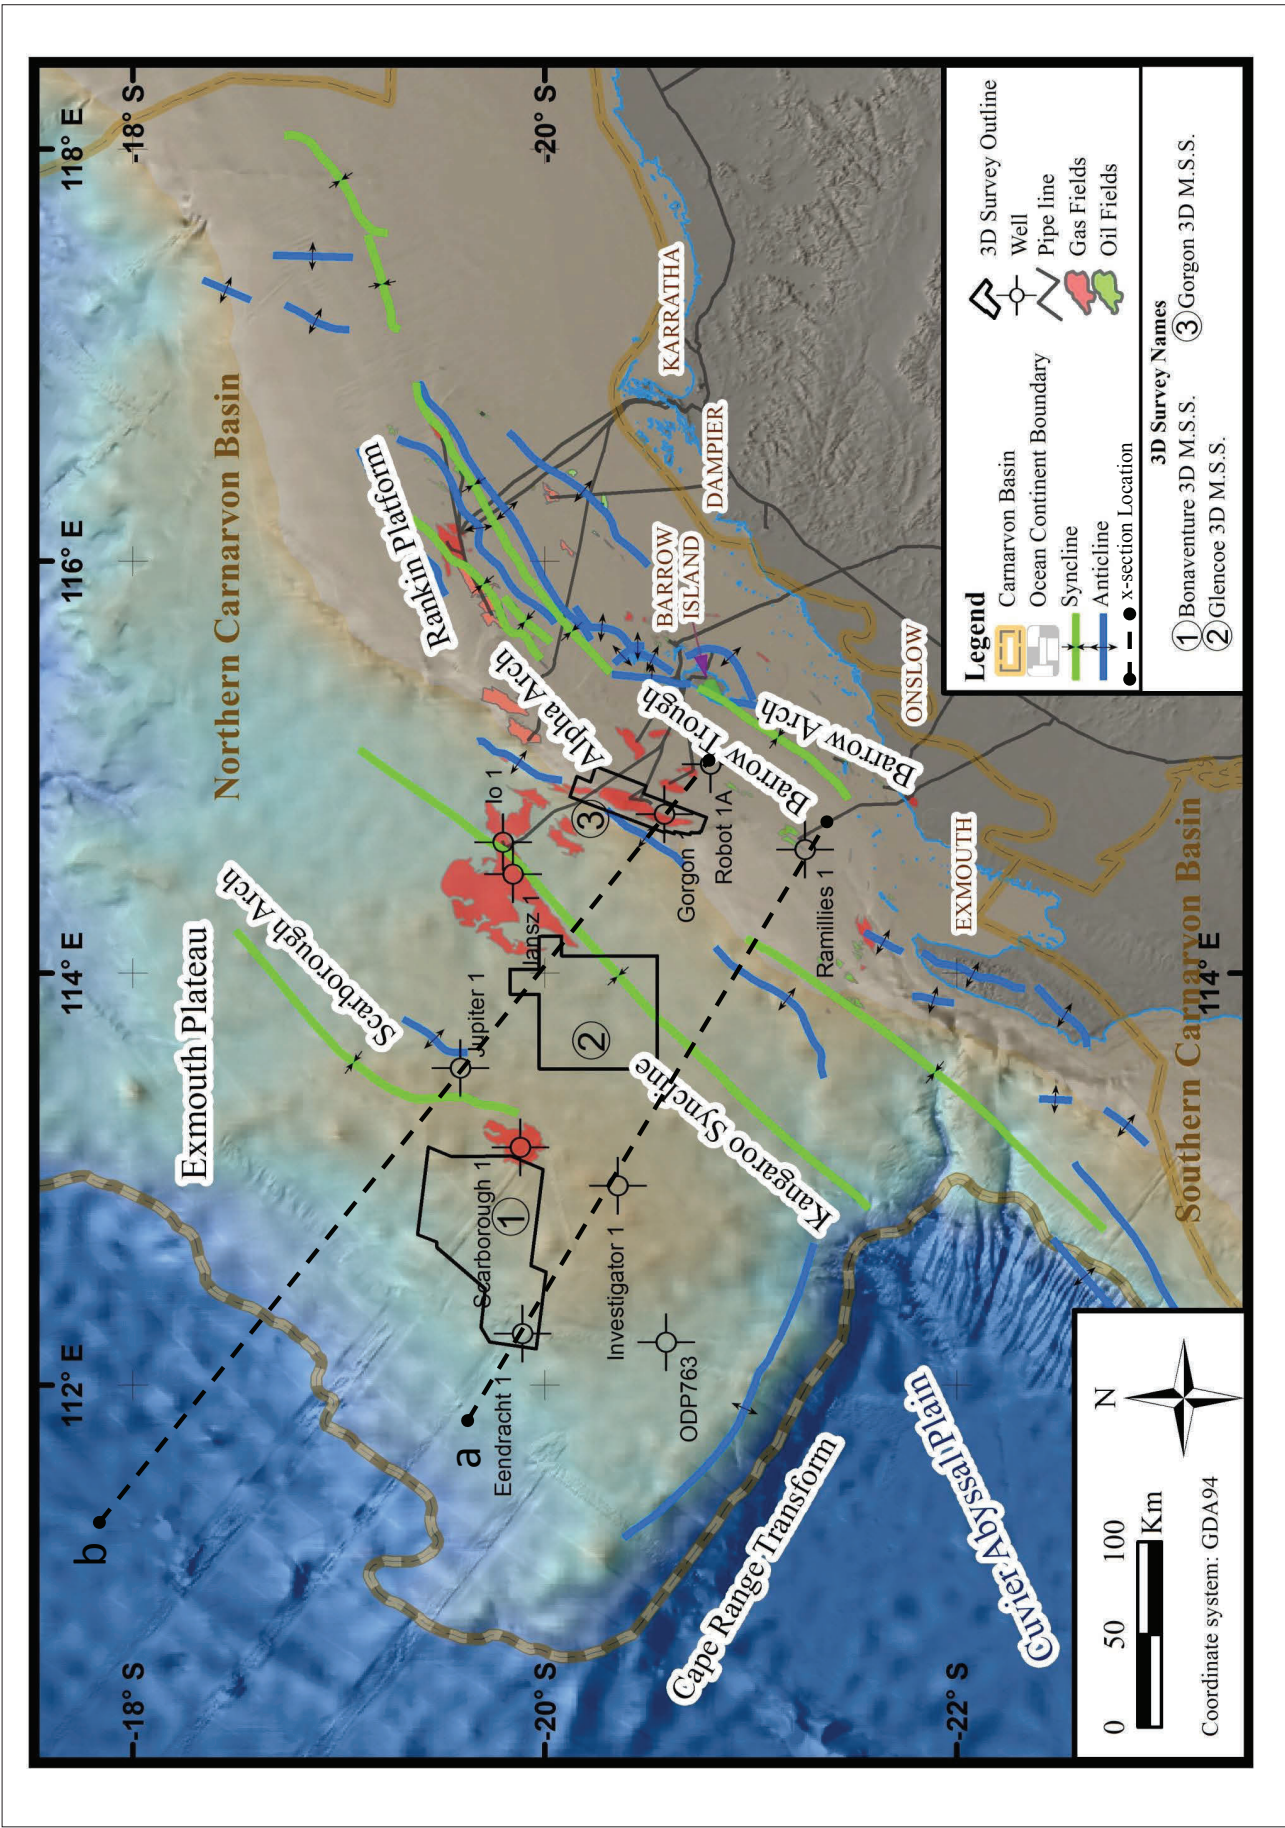 112° E
114° E
116° E
118° E
-18° S
-18° S
Northern Carnarvon Basin
Exmouth Plateau
Scarborough Arch
Rankin Platform
b
a
Jupiter 1
Io 1
Jansz 1
Alpha Arch
-20° S
-20° S
Eendracht 1
Scarborough 1
1
2
3
Investigator 1
ODP763
Kangaroo Syncline
Gorgon 1
Robot 1A
Barrow Trough
Barrow Arch
BARROW
ISLAND
KARRATHA
DAMPIER
Ramillies 1
ONSLOW
EXMOUTH
Cape Range Transform
Cuvier Abyssal Plain
-22° S
Southern Carnarvon Basin
114° E
0 50 100
Km
N
Coordinate system: GDA94
Legend
Carnarvon Basin
Ocean Continent Boundary
Syncline
Anticline
x-section Location
3D Survey Outline
Well
Pipe line
Gas Fields
Oil Fields
3D Survey Names
1 Bonaventure 3D M.S.S.
2 Glencoe 3D M.S.S.
3 Gorgon 3D M.S.S.